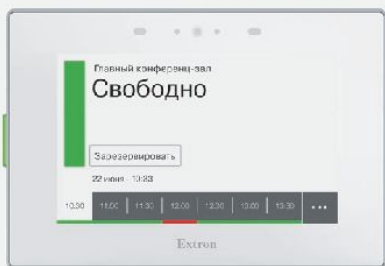 Главный конференц-зал
Свободно
Зарезервировать
22 июня - 10:33
10:30 11:00 11:30 12:00 12:30 13:00 13:30
Extron